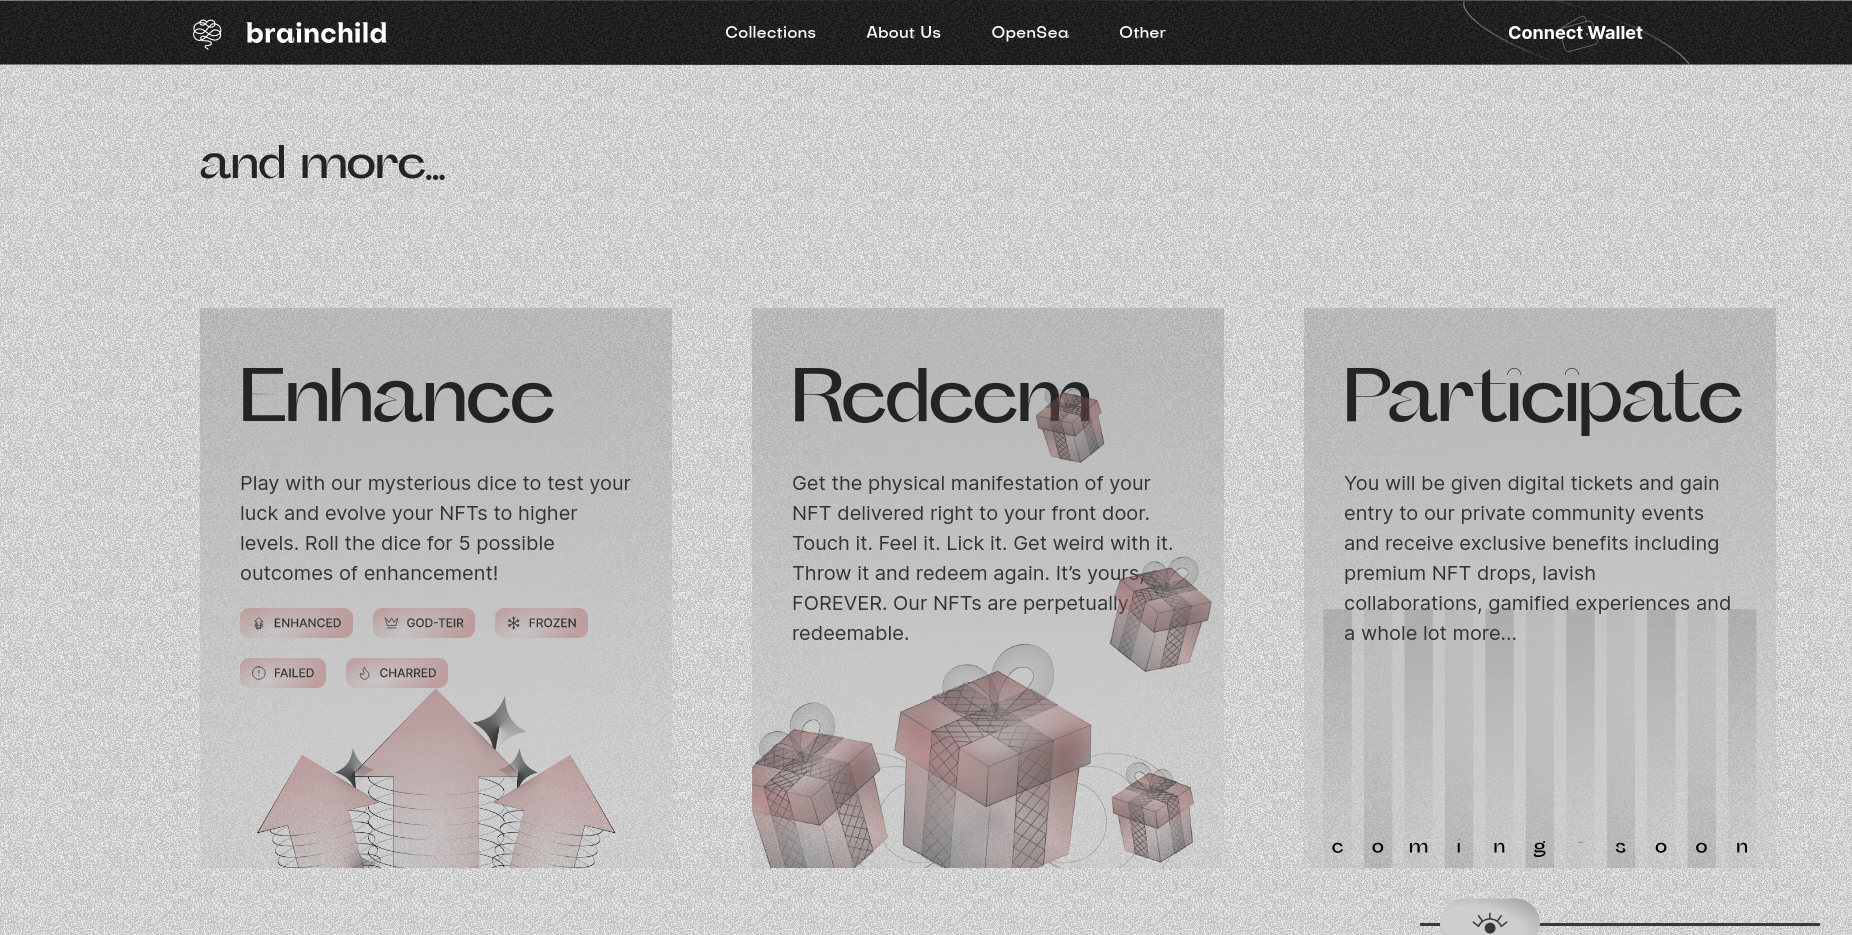 brainchild
Collections
About Us
OpenSea
Other
Connect Wallet
and more...
Enhance
Play with our mysterious dice to test your
luck and evolve your NFTs to higher
levels. Roll the dice for 5 possible
outcomes of enhancement!
ENHANCED
GOD-TEIR
FROZEN
FAILED
CHARRED
Redeem
Get the physical manifestation of your
NFT delivered right to your front door.
Touch it. Feel it. Lick it. Get weird with it.
Throw it and redeem again. It’s yours,
FOREVER. Our NFTs are perpetually
redeemable.
Participate
You will be given digital tickets and gain
entry to our private community events
and receive exclusive benefits including
premium NFT drops, lavish
collaborations, gamified experiences and
a whole lot more...
coming - soon